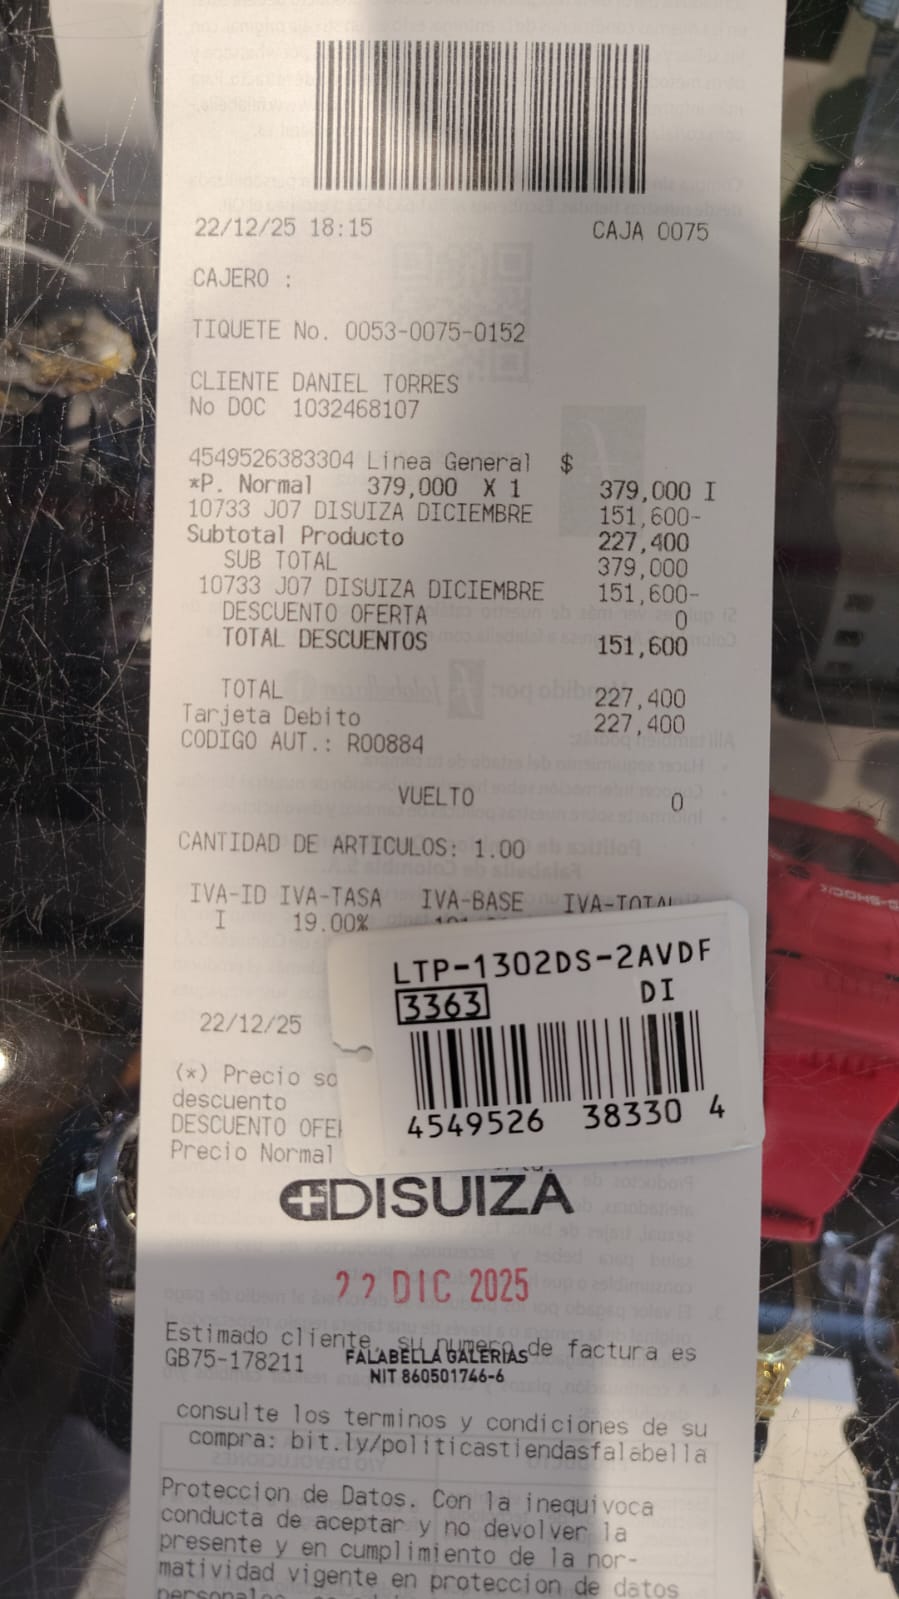 22/12/25 18:15 CAJA 0075
CAJERO :
TIQUETE No. 0053-0075-0152
CLIENTE DANIEL TORRES
No DOC 1032468107
4549526383304 Linea General $
*P. Normal 379,000 X 1 379,000 I
10733 J07 DISUIZA DICIEMBRE 151,600-
Subtotal Producto 227,400
SUB TOTAL 379,000
10733 J07 DISUIZA DICIEMBRE 151,600-
DESCUENTO OFERTA 0
TOTAL DESCUENTOS 151,600
TOTAL 227,400
Tarjeta Debito 227,400
CODIGO AUT.: R00884
VUELTO 0
CANTIDAD DE ARTICULOS: 1.00
IVA-ID IVA-TASA IVA-BASE IVA-TOTAL
I 19.00%
LTP-1302DS-2AVDF
3363 DI
4549526 38330 4
22/12/25
(*) Precio
descuento
DESCUENTO
Precio Normal
DISUIZA
22 DIC 2025
Estimado cliente, su numero de factura es
GB75-178211
FALABELLA GALERIAS
NIT 860501746-6
consulte los terminos y condiciones de su
compra: bit.ly/politicastiendasfalabella
Proteccion de Datos. Con la inequivoca
conducta de aceptar y no devolver la
presente y en cumplimiento de la nor-
matividad vigente en proteccion de datos